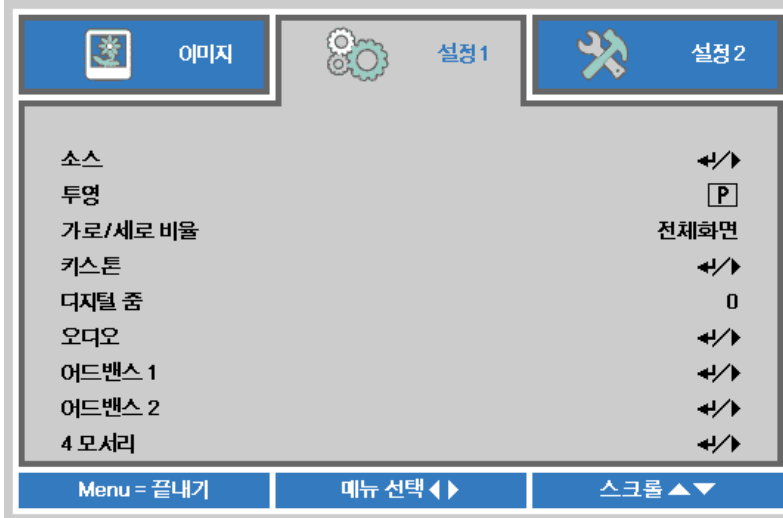 이미지
설정 1
설정 2
소스 ↵/▶
투영 P
가로/세로 비율 전체화면
키스톤 ↵/▶
디지털 줌 0
오디오 ↵/▶
어드밴스 1 ↵/▶
어드밴스 2 ↵/▶
4 모서리 ↵/▶
Menu = 끝내기
메뉴 선택 ◀ ▶
스크롤 ▲▼